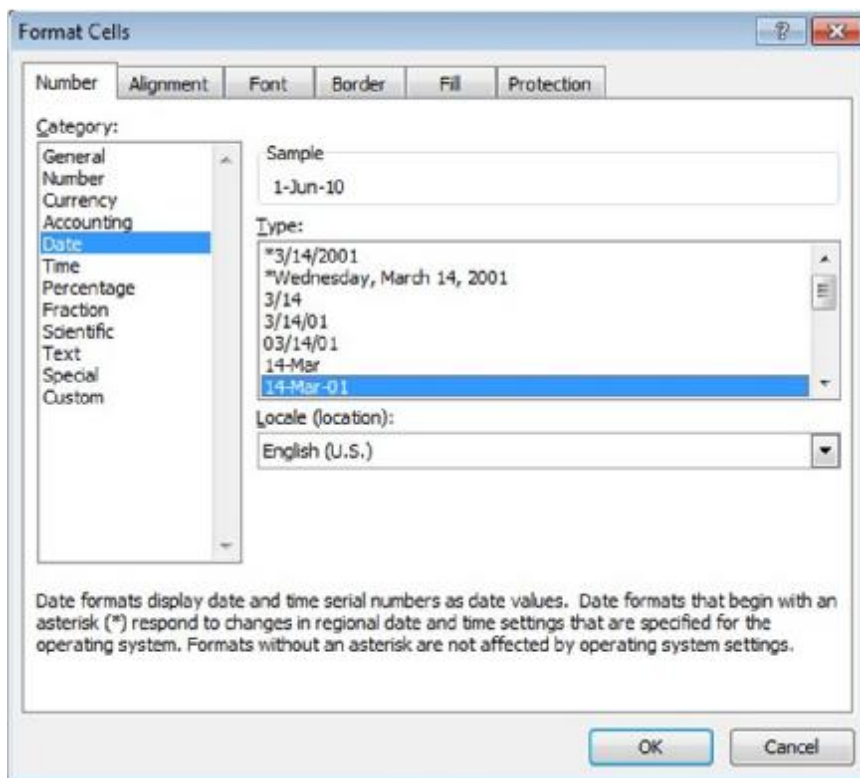 Format Cells
Number Alignment Font Border Fill Protection
Category:
General
Number
Currency
Accounting
Date
Time
Percentage
Fraction
Scientific
Text
Special
Custom
Sample
1-Jun-10
Type:
*3/14/2001
*Wednesday, March 14, 2001
3/14
3/14/01
03/14/01
14-Mar
14-Mar-01
Locale (location):
English (U.S.)
Date formats display date and time serial numbers as date values. Date formats that begin with an
asterisk (*) respond to changes in regional date and time settings that are specified for the
operating system. Formats without an asterisk are not affected by operating system settings.
OK Cancel